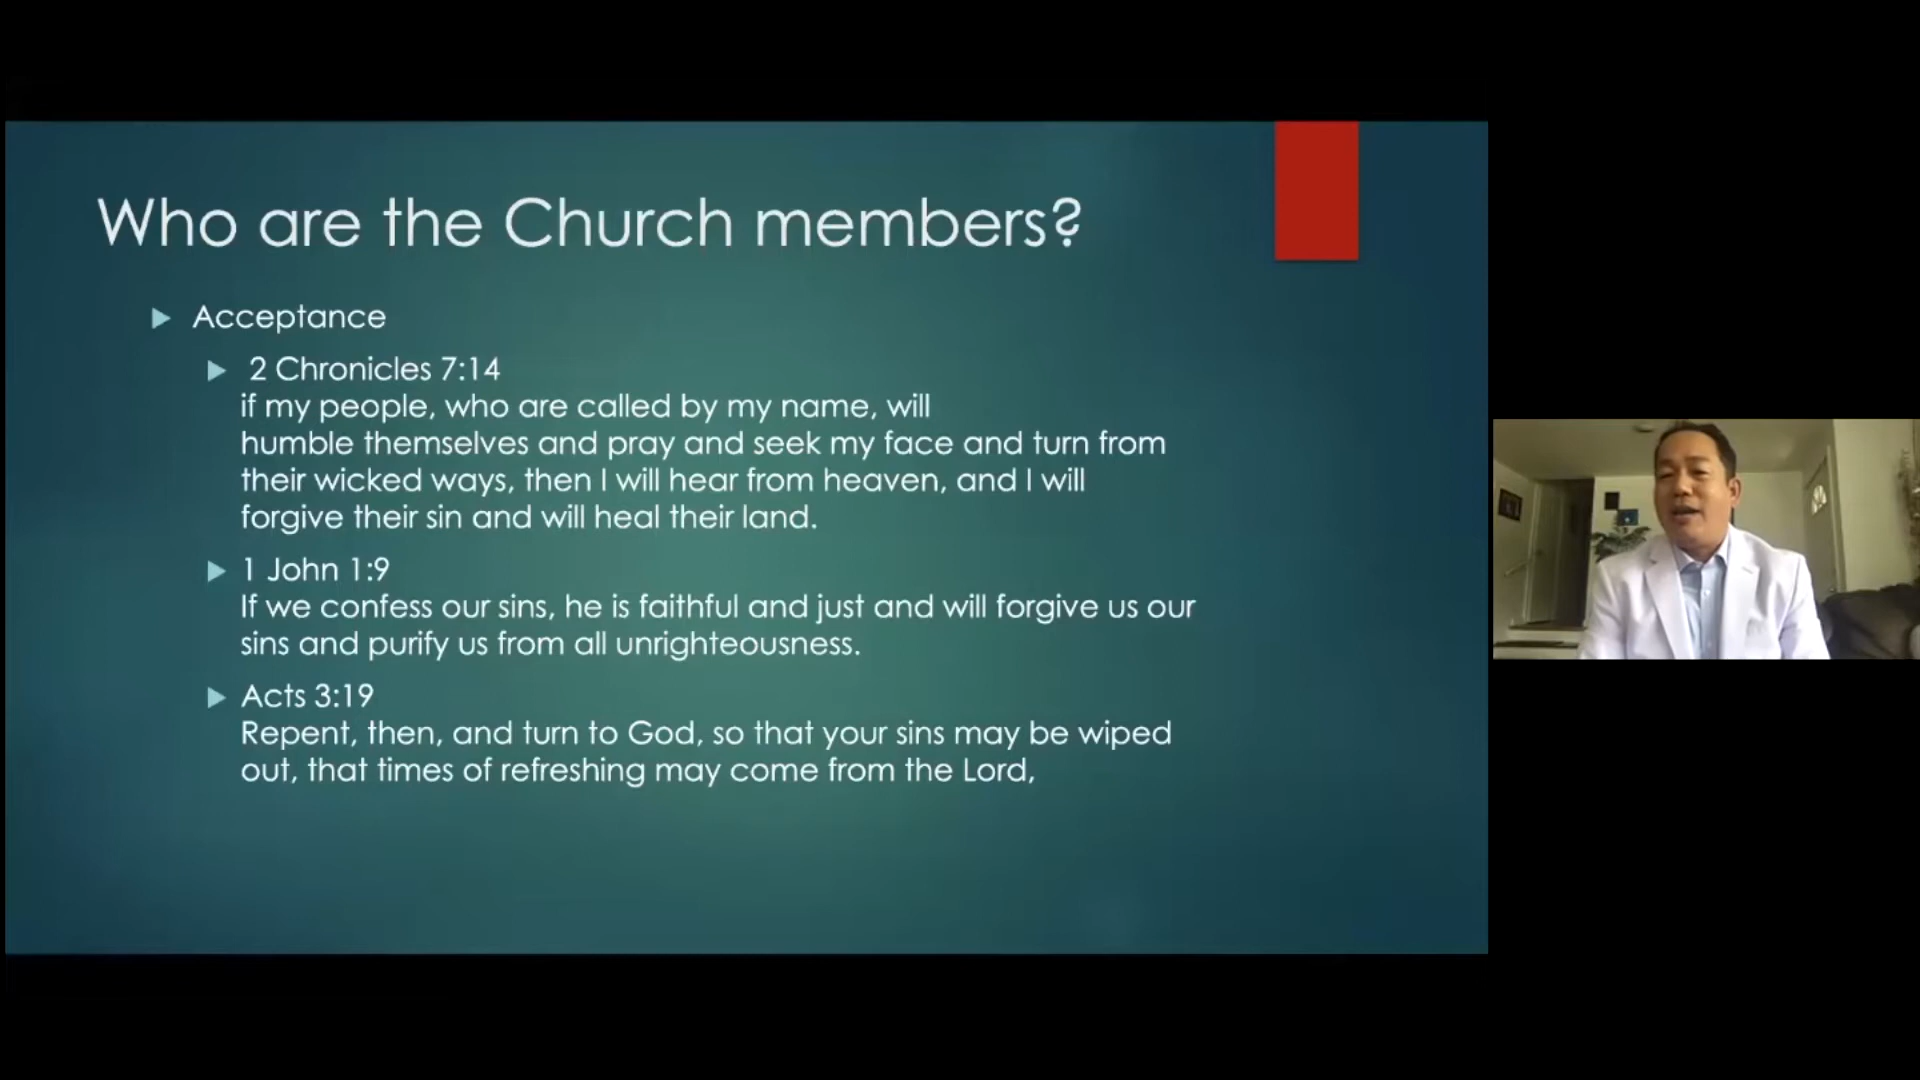 Who are the Church members?
Acceptance
2 Chronicles 7:14
if my people, who are called by my name, will
humble themselves and pray and seek my face and turn from
their wicked ways, then I will hear from heaven, and I will
forgive their sin and will heal their land.
1 John 1:9
If we confess our sins, he is faithful and just and will forgive us our
sins and purify us from all unrighteousness.
Acts 3:19
Repent, then, and turn to God, so that your sins may be wiped
out, that times of refreshing may come from the Lord,